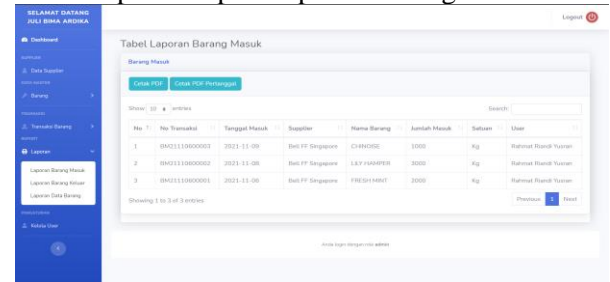 SELAMAT DATANG
JULI BIMA ARDIKA
Logout
Dashboard
Tabel Laporan Barang Masuk
Barang Masuk
Data Supplier
Cetak PDF
Cetak PDF Pertanggal
Barang
Show 10 entries
Search:
Transaksi Barang
No
No Transaksi
Tanggal Masuk
Supplier
Nama Barang
Jumlah Masuk
Satuan
User
Laporan
1 BM21110600003 2021-11-09 Bell FF Singapore CHINOISE 1000 Kg Rahmat Riandi Yusran
2 BM21110600002 2021-11-06 Bell FF Singapore LILY HAMPER 3000 Kg Rahmat Riandi Yusran
3 BM21110600001 2021-11-06 Bell FF Singapore FRESH MINT 2000 Kg Rahmat Riandi Yusran
Laporan Barang Masuk
Laporan Barang Keluar
Laporan Data Barang
Showing 1 to 3 of 3 entries
Previous 1 Next
Kelola User
Anda login dengan role admin